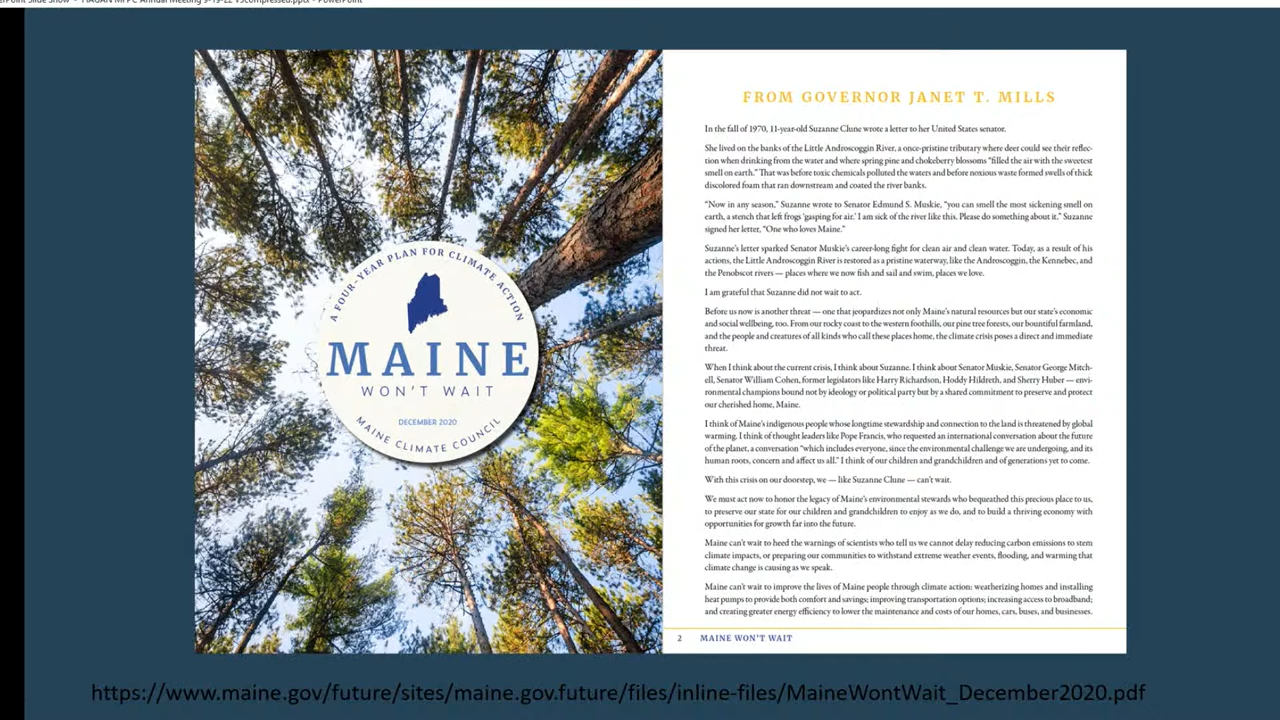 A FOUR-YEAR PLAN FOR CLIMATE ACTION
MAINE
WON'T WAIT
DECEMBER 2020
MAINE CLIMATE COUNCIL
FROM GOVERNOR JANET T. MILLS
In the fall of 1970, 11-year-old Suzanne Clune wrote a letter to her United States senator.
She lived on the banks of the Little Androscoggin River, a once-pristine tributary where deer could see their reflec-
tion when drinking from the water and where spring pine and chokeberry blossoms “filled the air with the sweetest
smell on earth.” That was before toxic chemicals polluted the waters and before noxious waste formed swells of thick
discolored foam that ran downstream and coated the river banks.
“Now in any season,” Suzanne wrote to Senator Edmund S. Muskie, “you can smell the most sickening smell on
earth, a stench that left frogs ‘gasping for air.’ I am sick of the river like this. Please do something about it.” Suzanne
signed her letter, “One who loves Maine.”
Suzanne’s letter sparked Senator Muskie’s career-long fight for clean air and clean water. Today, as a result of his
actions, the Little Androscoggin River is restored as a pristine waterway, like the Androscoggin, the Kennebec, and
the Penobscot rivers — places where we now fish and sail and swim, places we love.
I am grateful that Suzanne did not wait to act.
Before us now is another threat — one that jeopardizes not only Maine’s natural resources but our state’s economic
and social wellbeing, too. From our rocky coast to the western foothills, our pine tree forests, our bountiful farmland,
and the people and creatures of all kinds who call these places home, the climate crisis poses a direct and immediate
threat.
When I think about the current crisis, I think about Suzanne. I think about Senator Muskie, Senator George Mitch-
ell, Senator William Cohen, former legislators like Harry Richardson, Hoddy Hildreth, and Sherry Huber — envi-
ronmental champions bound not by ideology or political party but by a shared commitment to preserve and protect
our cherished home, Maine.
I think of Maine’s indigenous people whose longtime stewardship and connection to the land is threatened by global
warming. I think of thought leaders like Pope Francis, who requested an international conversation about the future
of the planet, a conversation “which includes everyone, since the environmental challenge we are undergoing, and its
human roots, concern and affect us all.” I think of our children and grandchildren and of generations yet to come.
With this crisis on our doorstep, we — like Suzanne Clune — can’t wait.
We must act now to honor the legacy of Maine’s environmental stewards who bequeathed this precious place to us,
to preserve our state for our children and grandchildren to enjoy as we do, and to build a thriving economy with
opportunities for growth far into the future.
Maine can’t wait to heed the warnings of scientists who tell us we cannot delay reducing carbon emissions to stem
climate impacts, or preparing our communities to withstand extreme weather events, flooding, and warming that
climate change is causing as we speak.
Maine can’t wait to improve the lives of Maine people through climate action: weatherizing homes and installing
heat pumps to provide both comfort and savings; improving transportation options; increasing access to broadband;
and creating greater energy efficiency to lower the maintenance and costs of our homes, cars, buses, and businesses.
2 MAINE WON’T WAIT
https://www.maine.gov/future/sites/maine.gov.future/files/inline-files/MaineWontWait_December2020.pdf